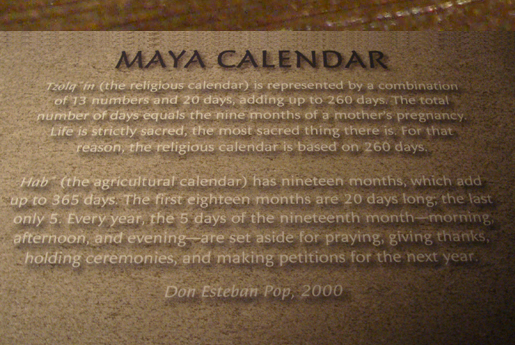 MAYA CALENDAR
Tzolq´in (the religious calendar) is represented by a combination
of 13 numbers and 20 days, adding up to 260 days. The total
number of days equals the nine months of a mother's pregnancy.
Life is strictly sacred, the most sacred thing there is. For that
reason, the religious calendar is based on 260 days.
Hab´ (the agricultural calendar) has nineteen months, which add
up to 365 days. The first eighteen months are 20 days long; the last
only 5. Every year, the 5 days of the nineteenth month—morning,
afternoon, and evening—are set aside for praying, giving thanks,
holding ceremonies, and making petitions for the next year.
Don Esteban Pop, 2000